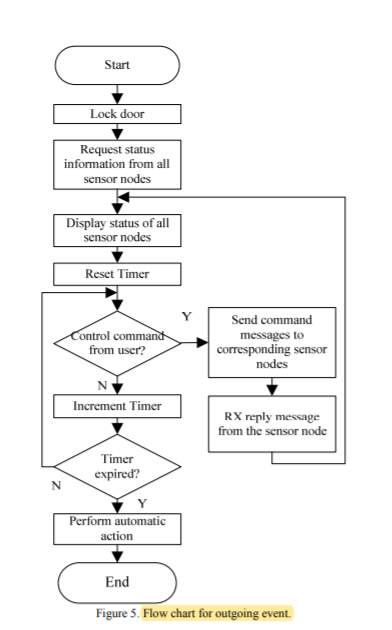 Start
Lock door
Request status
information from all
sensor nodes
Display status of all
sensor nodes
Reset Timer
Control command
from user?
Y
Send command
messages to
corresponding sensor
nodes
N
Increment Timer
RX reply message
from the sensor node
Timer
expired?
N
Y
Perform automatic
action
End
Figure 5. Flow chart for outgoing event.